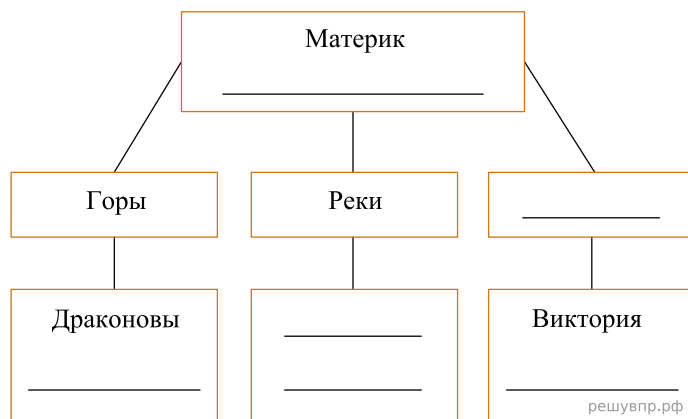 Материк
Горы
Реки
Драконовы
Виктория
решувпр.рф